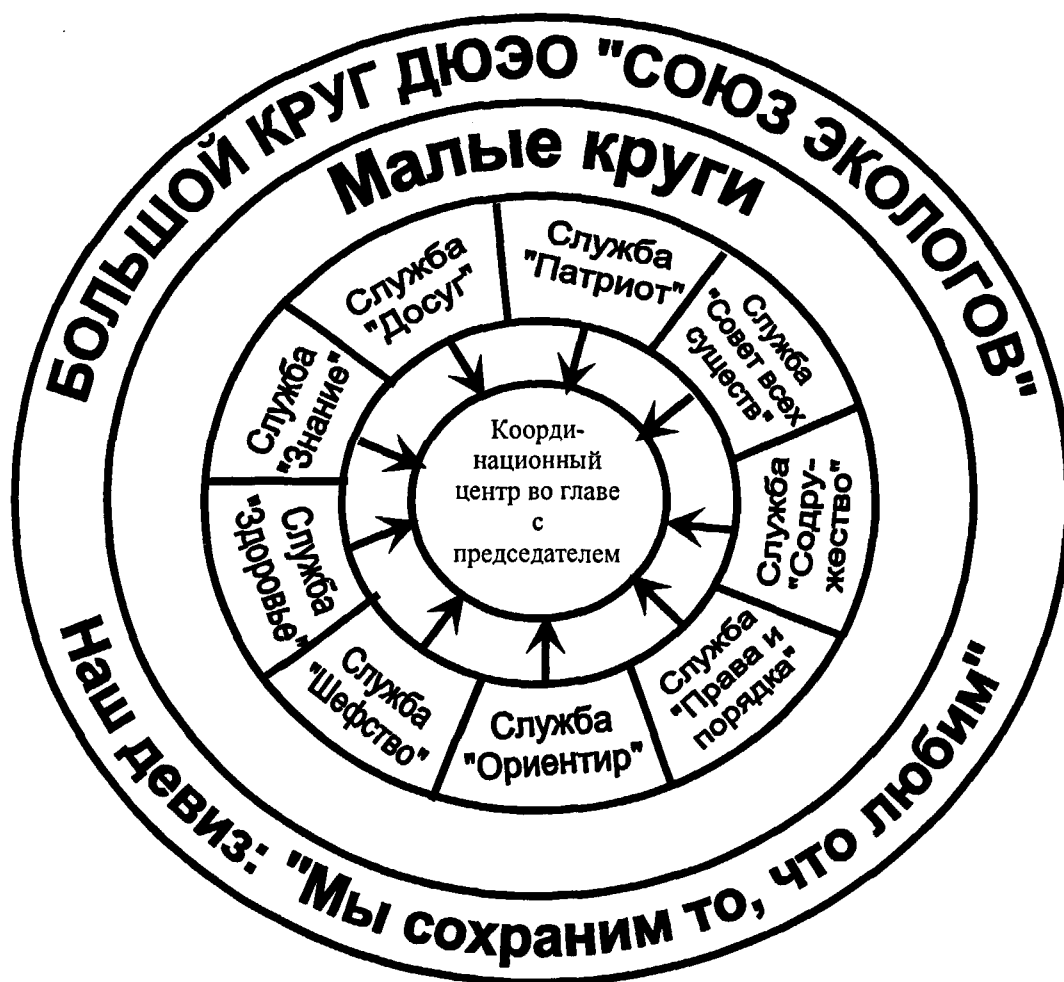 БОЛЬШОЙ КРУГ ДЮЭО "СОЮЗ ЭКОЛОГОВ"
Малые круги
Служба
"Досуг"
Служба
"Патриот"
Служба
"Совет всех
существ"
Служба
"Содру-
жество"
Служба
"Права и
порядка"
Служба
"Ориентир"
Служба
"Шефство"
Служба
"Здоровье"
Служба
"Знание"
Коорди-
национный
центр во главе
с
председателем
Наш девиз: "Мы сохраним то, что любим"